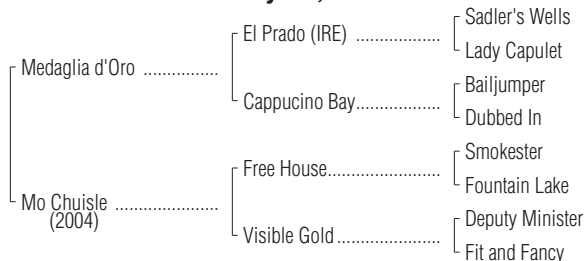 Sadler's Wells
El Prado (IRE) ..................
Lady Capulet
Medaglia d'Oro ................
Bailjumper
Cappucino Bay...................
Dubbed In
Smokester
Free House.........................
Fountain Lake
Mo Chuisle ......................
(2004)
Deputy Minister
Visible Gold .......................
Fit and Fancy